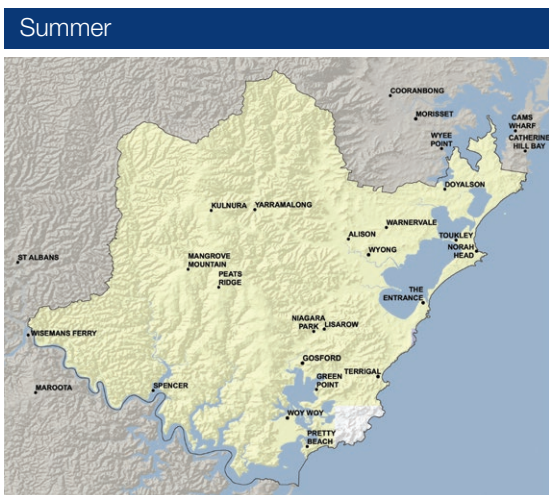 Summer
COORANBONG
MORISSET
CAMS
WHARF
WYEE
POINT
CATHERINE
HILL BAY
DOYALSON
KULNURA
YARRAMALONG
WARNERVALE
ALISON
TOUKLEY
WYONG
NORAH
HEAD
ST ALBANS
MANGROVE
MOUNTAIN
PEATS
RIDGE
THE
ENTRANCE
NIAGARA
PARK
LISAROW
WISEMANS FERRY
GOSFORD
GREEN
POINT
TERRIGAL
MAROOTA
SPENCER
WOY WOY
PRETTY
BEACH